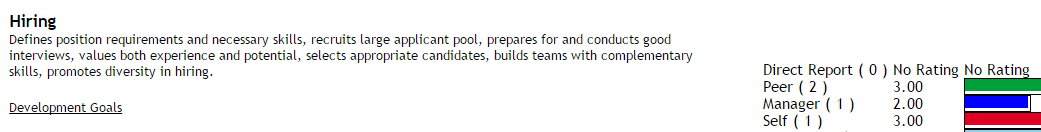 Hiring
Defines position requirements and necessary skills, recruits large applicant pool, prepares for and conducts good
interviews, values both experience and potential, selects appropriate candidates, builds teams with complementary
skills, promotes diversity in hiring.
Development Goals
Direct Report ( 0 ) No Rating No Rating
Peer ( 2 ) 3.00
Manager ( 1 ) 2.00
Self ( 1 ) 3.00